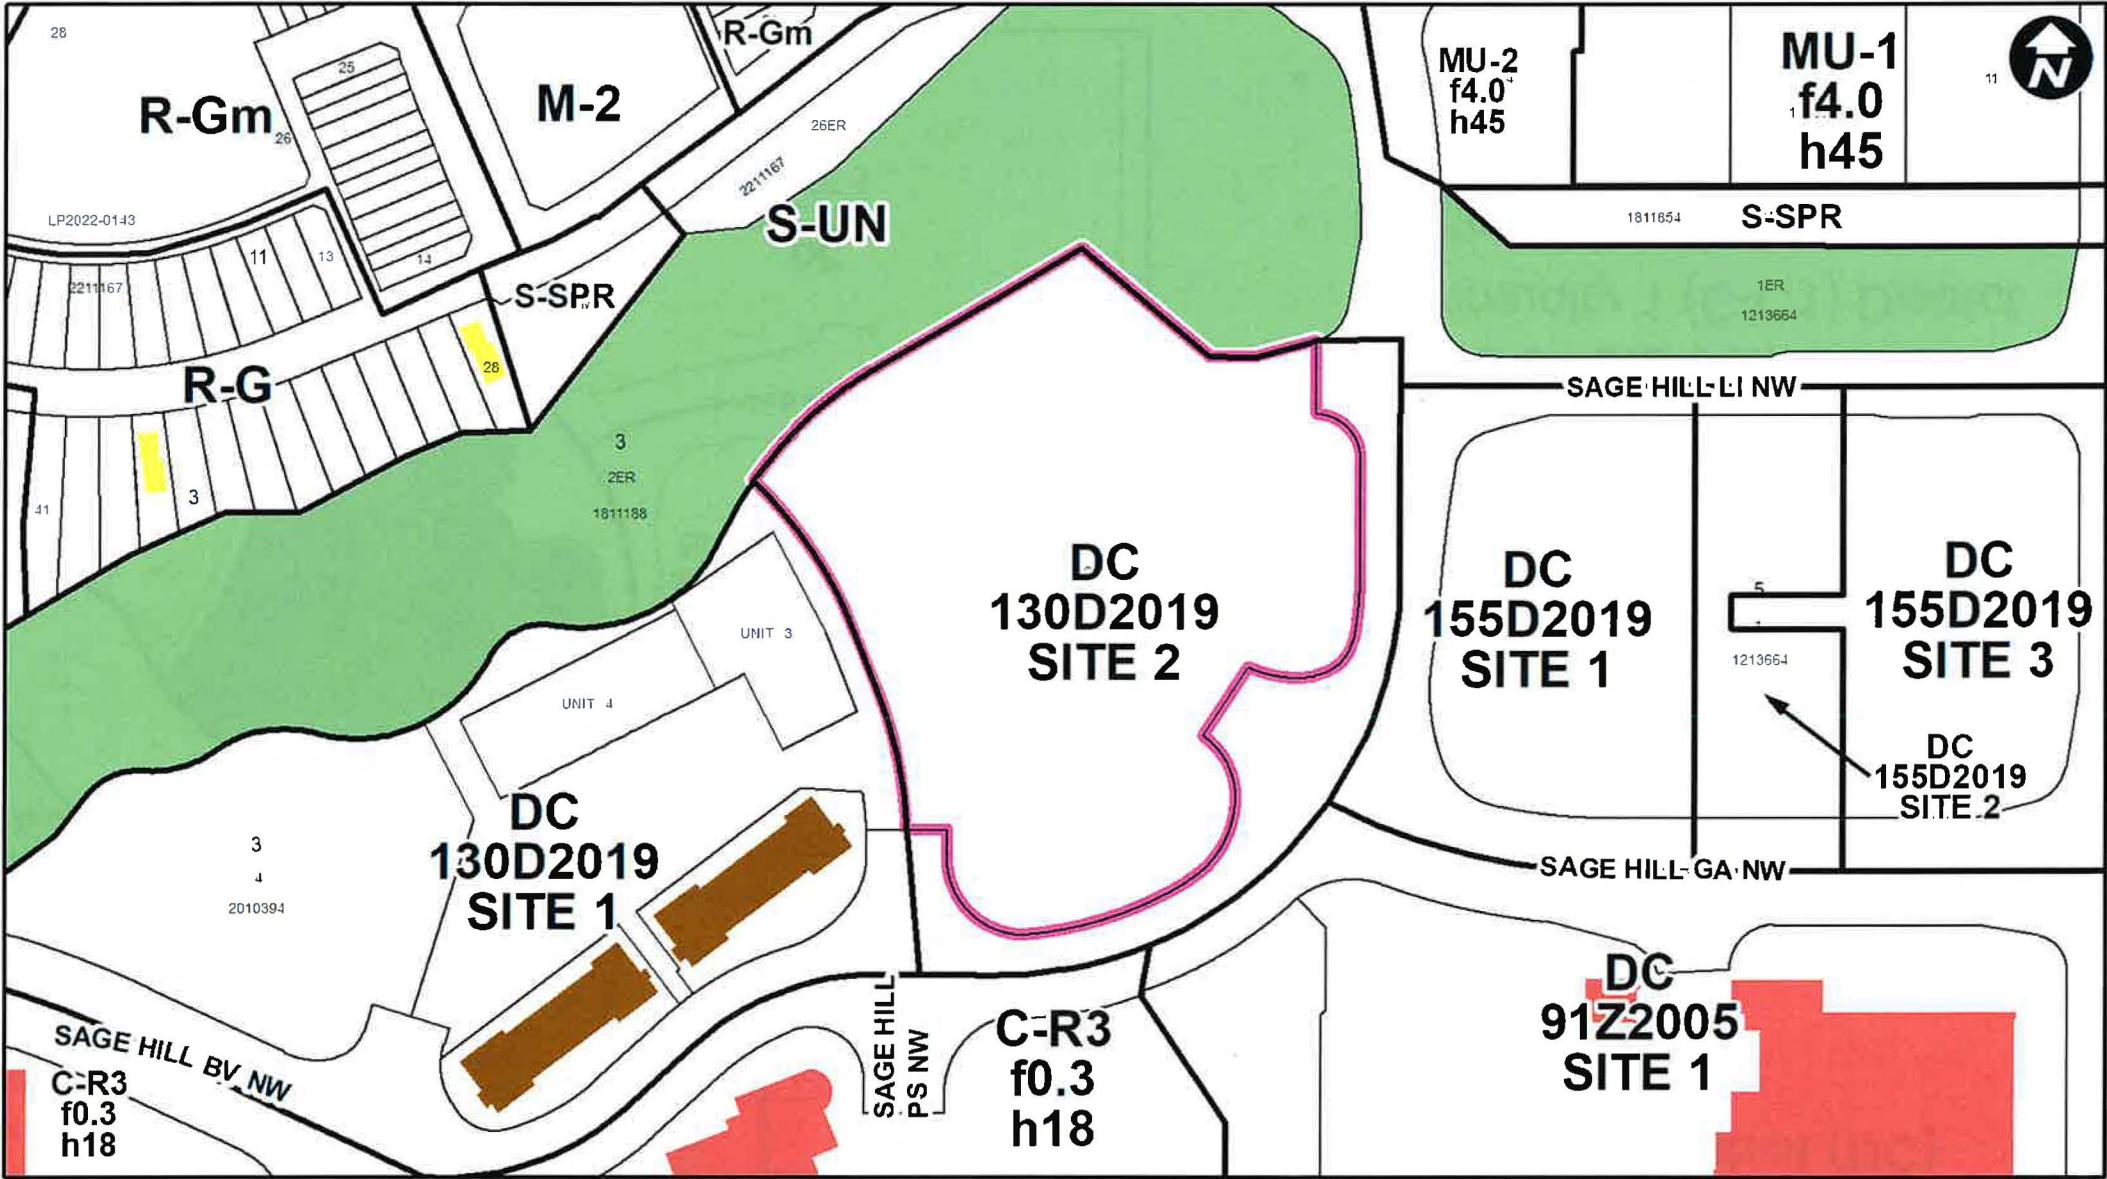 28
R-Gm
MU-2
f4.0
h45
MU-1
f4.0
h45
11
N
25
R-Gm
26
M-2
26ER
2211167
LP2022-0143
S-UN
1811854
S-SPR
11
13
14
2211167
S-SPR
1ER
1213664
28
R-G
SAGE HILL LI NW
3
2ER
1811188
3
41
DC
130D2019
SITE 2
DC
155D2019
SITE 1
5
1
DC
155D2019
SITE 3
1213664
UNIT 3
UNIT 4
DC
155D2019
SITE 2
DC
130D2019
SITE 1
3
4
2010394
SAGE HILL GA NW
SAGE HILL BV NW
SAGE HILL
PS NW
C-R3
f0.3
h18
C-R3
f0.3
h18
DC
91Z2005
SITE 1